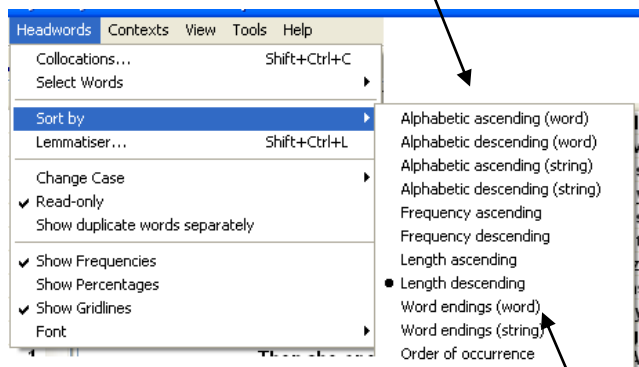 Headwords Contexts View Tools Help
Collocations... Shift+Ctrl+C
Select Words
Sort by
Lemmatiser... Shift+Ctrl+L
Change Case
Read-only
Show duplicate words separately
Show Frequencies
Show Percentages
Show Gridlines
Font
Alphabetic ascending (word)
Alphabetic descending (word)
Alphabetic ascending (string)
Alphabetic descending (string)
Frequency ascending
Frequency descending
Length ascending
Length descending
Word endings (word)
Word endings (string)
Order of occurrence